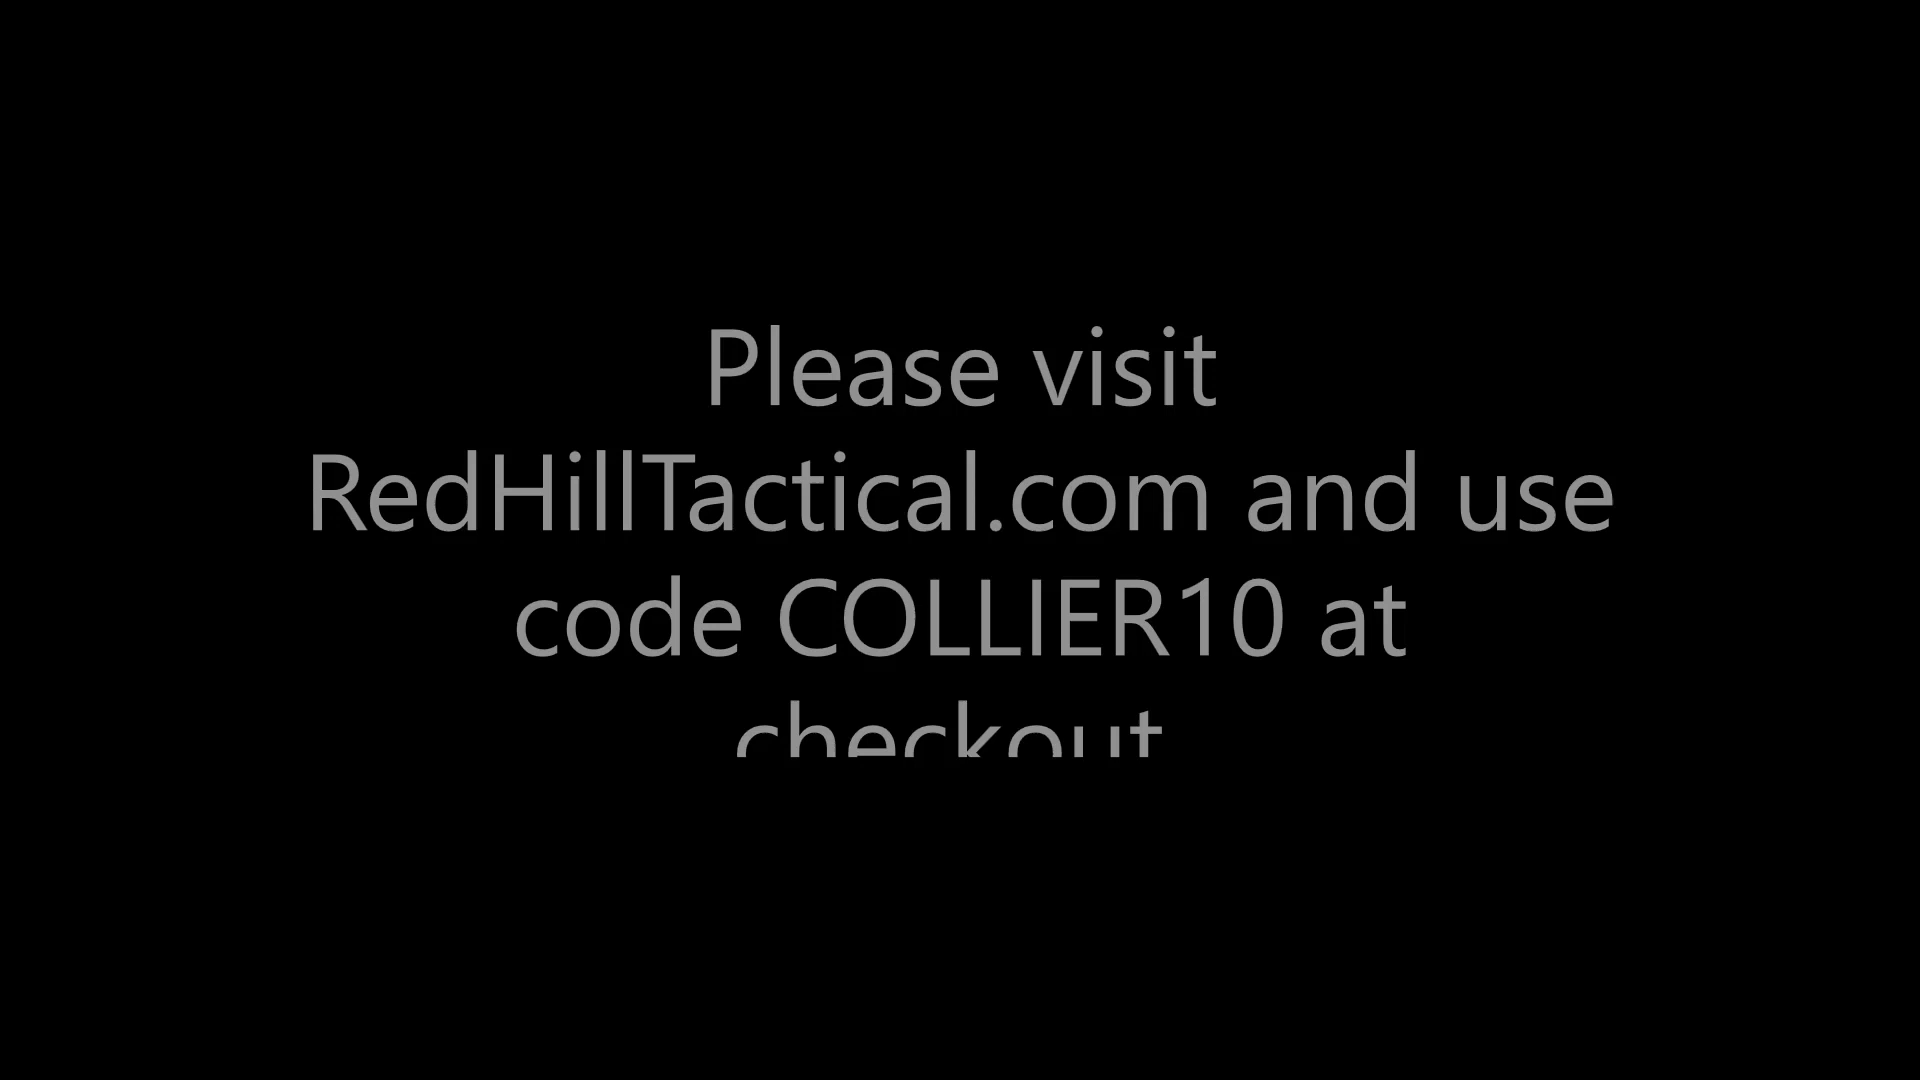 Please visit
RedHillTactical.com and use
code COLLIER10 at
checkout